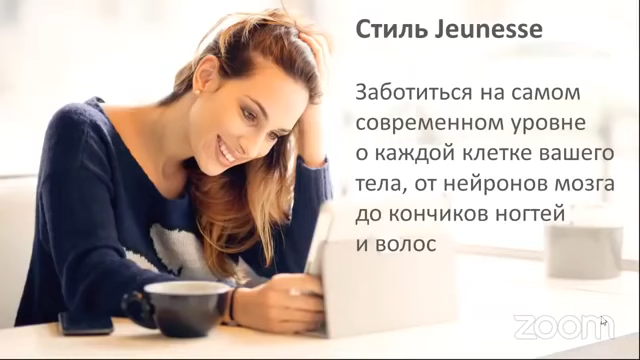 Стиль Jeunesse
Заботиться на самом
современном уровне
о каждой клетке вашего
тела, от нейронов мозга
до кончиков ногтей
и волос
zoom